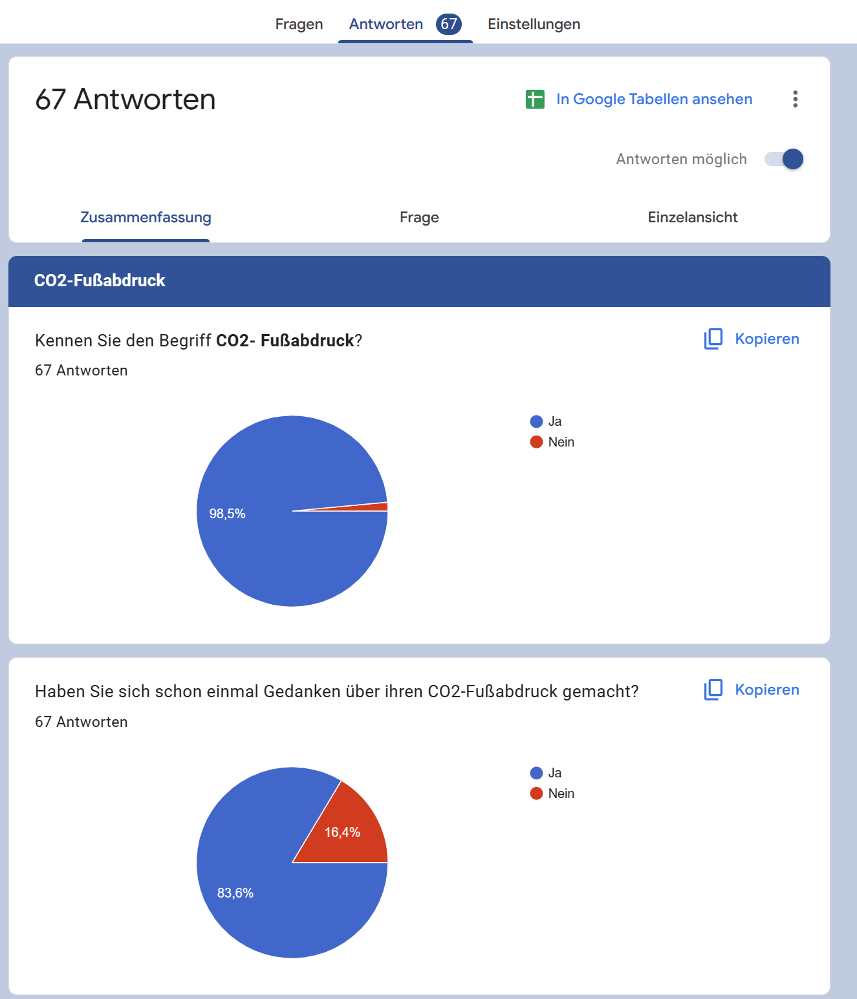 Fragen Antworten 67 Einstellungen
67 Antworten
In Google Tabellen ansehen
Antworten möglich
Zusammenfassung Frage Einzelansicht
CO2-Fußabdruck
Kennen Sie den Begriff CO2- Fußabdruck?
Kopieren
67 Antworten
Ja
Nein
98,5%
Haben Sie sich schon einmal Gedanken über ihren CO2-Fußabdruck gemacht?
Kopieren
67 Antworten
Ja
Nein
16,4%
83,6%